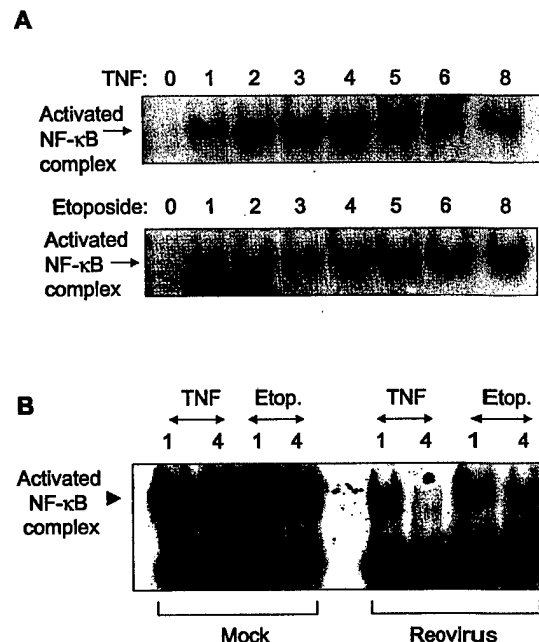 A
TNF: 0 1 2 3 4 5 6 8
Activated
NF-κB
complex
Etoposide: 0 1 2 3 4 5 6 8
Activated
NF-κB
complex
B
TNF Etop. TNF Etop.
1 4 1 4 1 4 1 4
Activated
NF-κB
complex
Mock Reovirus